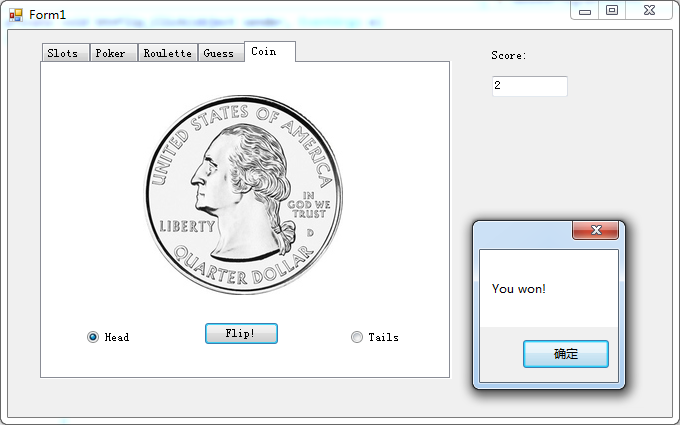 Form1
Slots Poker Roulette Guess Coin
Score:
2
UNITED STATES OF AMERICA
IN
GOD WE
TRUST
LIBERTY
D
QUARTER DOLLAR
Head Flip! Tails
You won!
确定